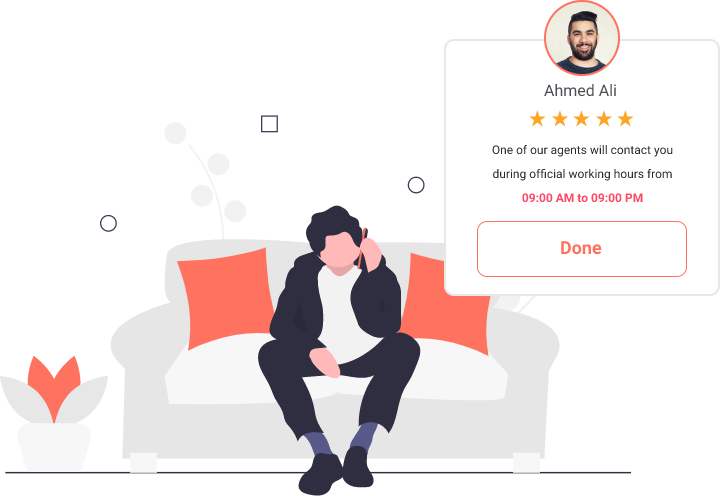 Ahmed Ali
One of our agents will contact you
during official working hours from
09:00 AM to 09:00 PM
Done